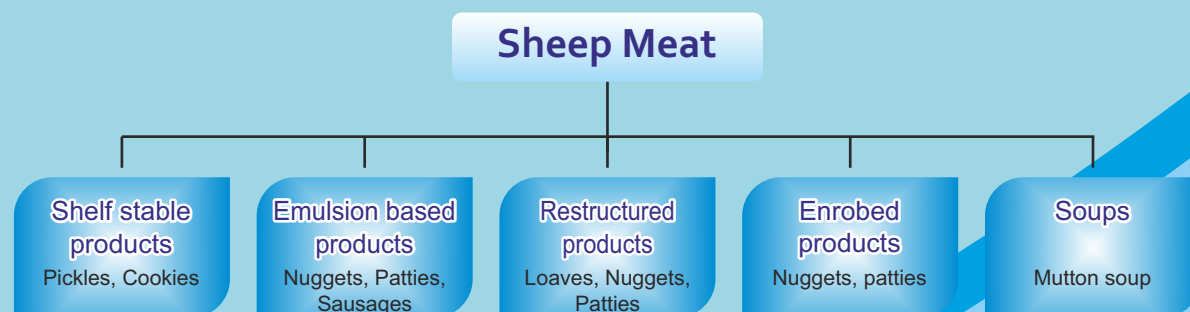 Sheep Meat
Shelf stable
products
Pickles, Cookies
Emulsion based
products
Nuggets, Patties,
Sausages
Restructured
products
Loaves, Nuggets,
Patties
Enrobed
products
Nuggets, patties
Soups
Mutton soup